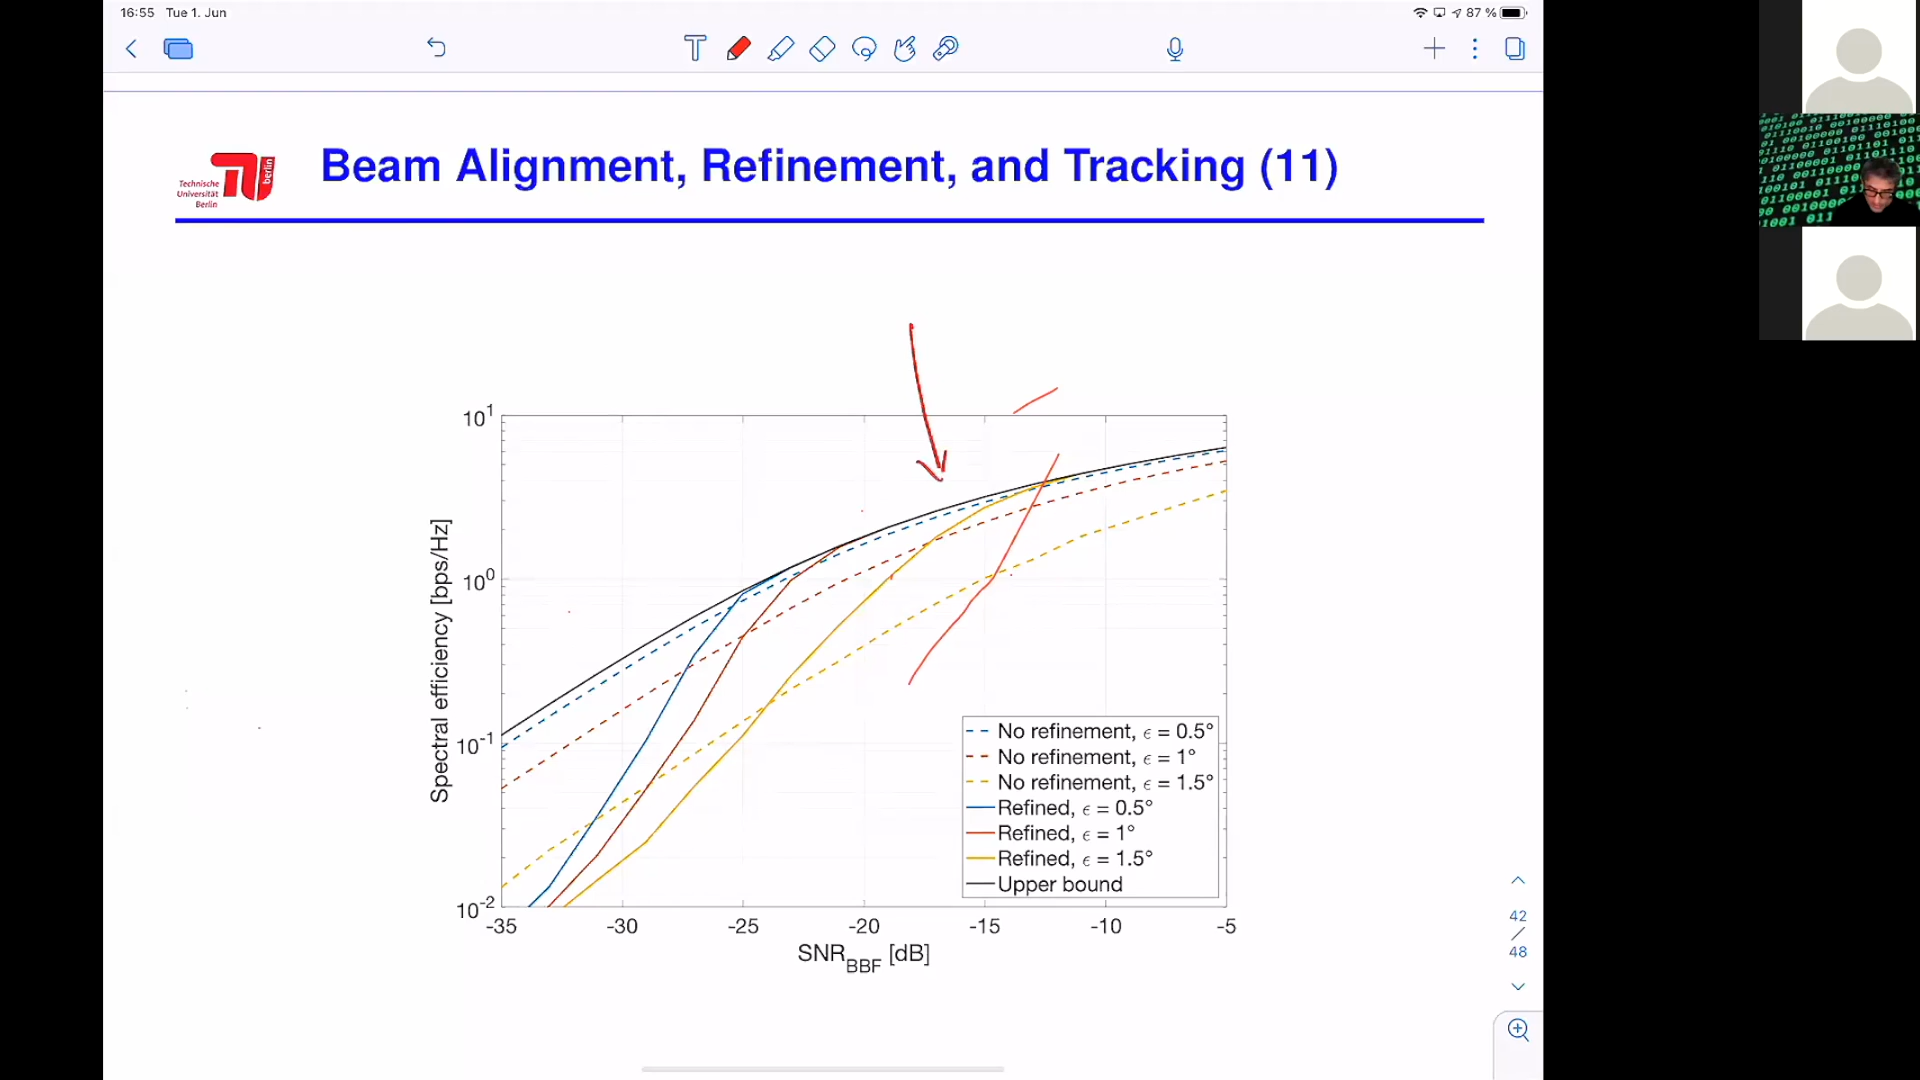 16:55 Tue 1. Jun
87 %
Technische
Universität
Berlin
berlin
Beam Alignment, Refinement, and Tracking (11)
10^1
10^0
10^-1
10^-2
Spectral efficiency [bps/Hz]
No refinement, ϵ = 0.5°
No refinement, ϵ = 1°
No refinement, ϵ = 1.5°
Refined, ϵ = 0.5°
Refined, ϵ = 1°
Refined, ϵ = 1.5°
Upper bound
-35 -30 -25 -20 -15 -10 -5
SNR_BBF [dB]
42
/
48